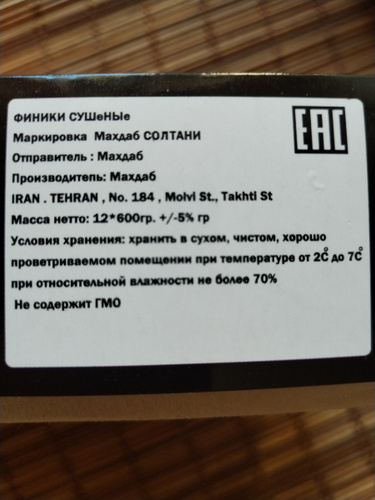 ФИНИКИ СУШеНЫе
Маркировка Махдаб СОЛТАНИ
Отправитель : Махдаб
Производитель: Махдаб
IRAN . TEHRAN , No. 184 , Molvi St., Takhti St
Масса нетто: 12*600гр. +/-5% гр
Условия хранения: хранить в сухом, чистом, хорошо
проветриваемом помещении при температуре от 2С° до 7С°
при относительной влажности не более 70%
Не содержит ГМО
EAC